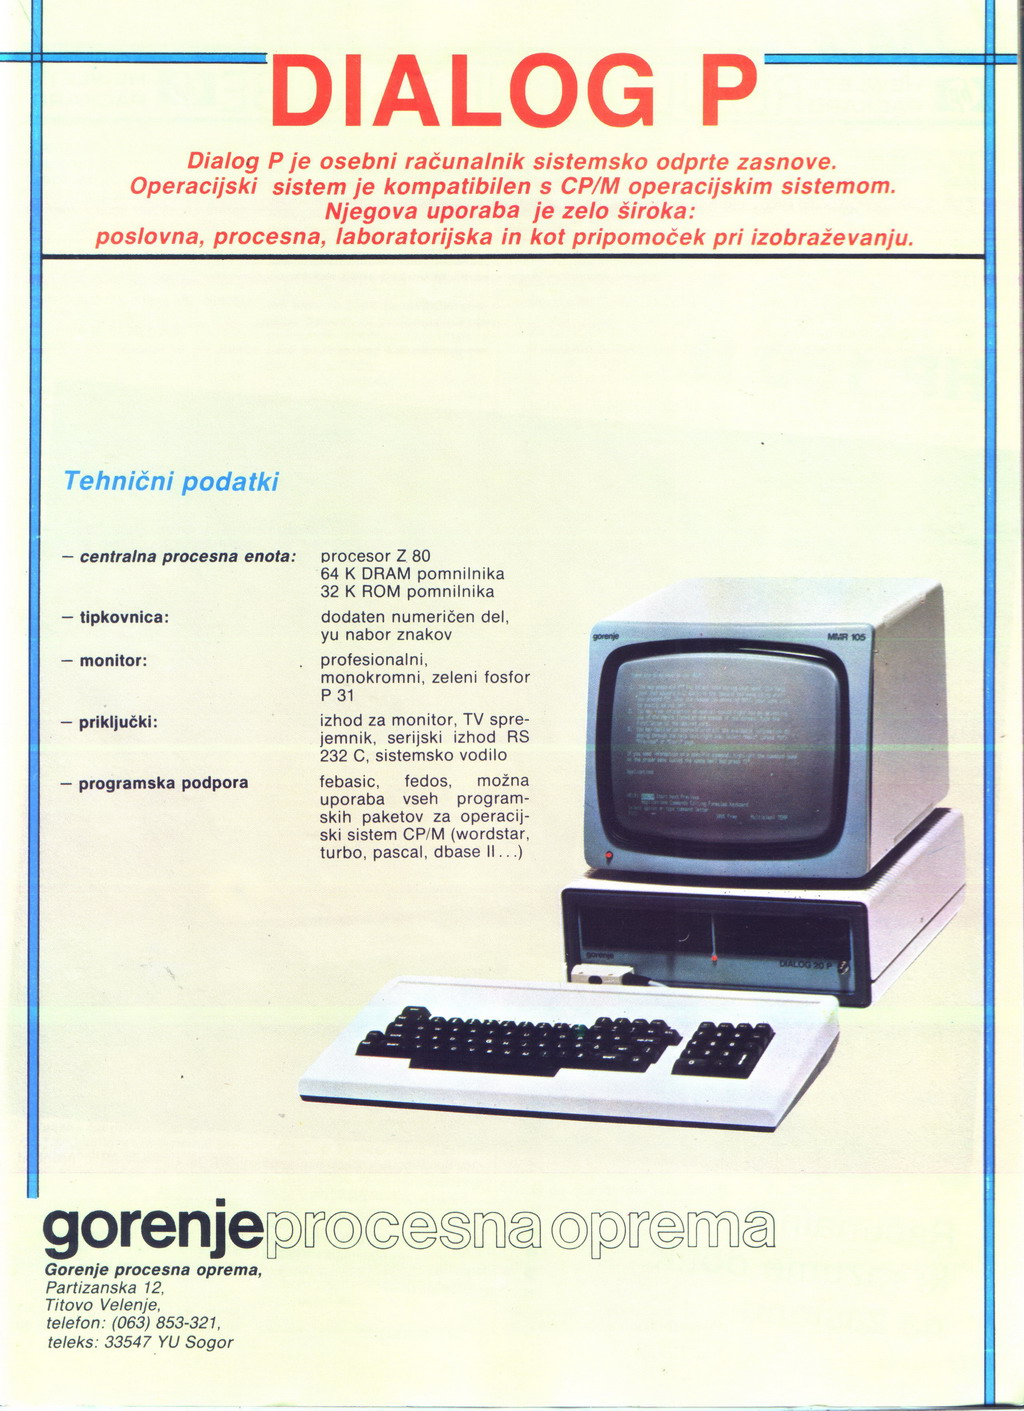 DIALOG P
Dialog P je osebni računalnik sistemsko odprte zasnove.
Operacijski sistem je kompatibilen s CP/M operacijskim sistemom.
Njegova uporaba je zelo široka:
poslovna, procesna, laboratorijska in kot pripomoček pri izobraževanju.
Tehnični podatki
– centralna procesna enota: procesor Z 80
64 K DRAM pomnilnika
32 K ROM pomnilnika
– tipkovnica: dodaten numeričen del,
yu nabor znakov
– monitor: profesionalni,
monokromni, zeleni fosfor
P 31
– priključki: izhod za monitor, TV spre-
jemnik, serijski izhod RS
232 C, sistemsko vodilo
– programska podpora febasic, fedos, možna
uporaba vseh program-
skih paketov za operacij-
ski sistem CP/M (wordstar,
turbo, pascal, dbase II...)
gorenje MMR 105
gorenje DIALOG 20 P
gorenje procesna oprema
Gorenje procesna oprema,
Partizanska 12,
Titovo Velenje,
telefon: (063) 853-321,
teleks: 33547 YU Sogor